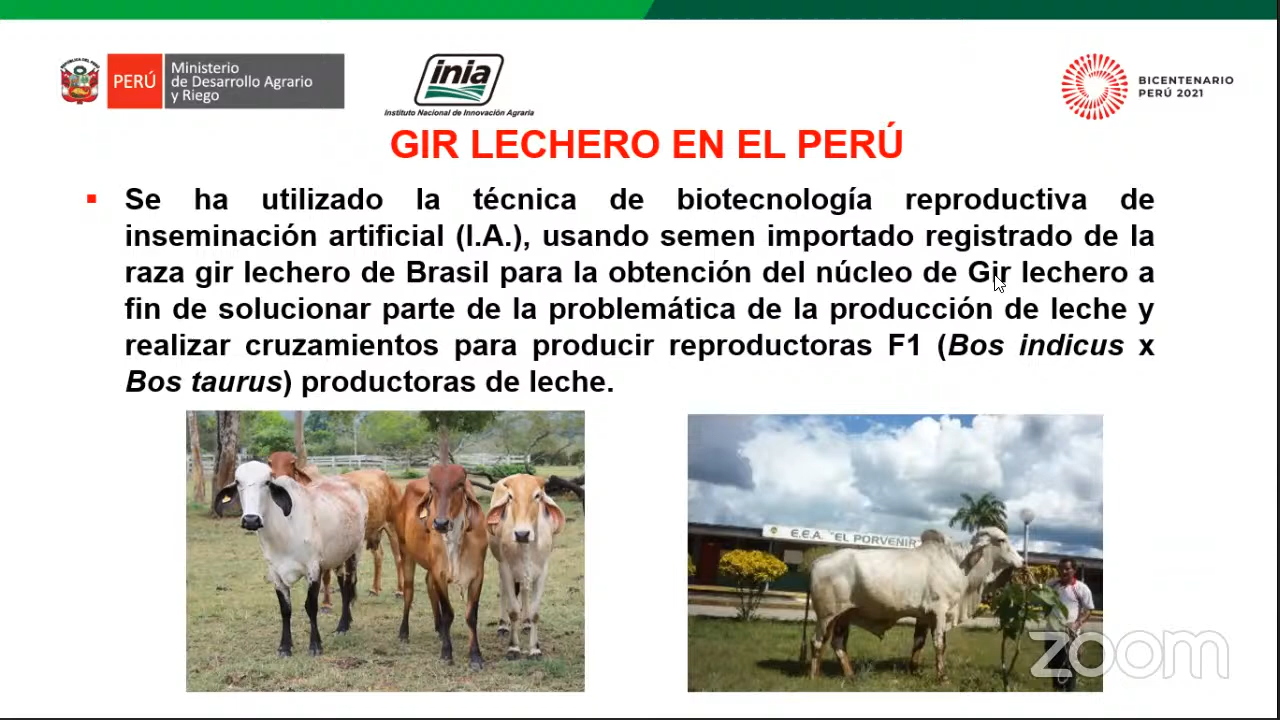 PERÚ
Ministerio
de Desarrollo Agrario
y Riego
inia
Instituto Nacional de Innovación Agraria
BICENTENARIO
PERÚ 2021
GIR LECHERO EN EL PERÚ
Se ha utilizado la técnica de biotecnología reproductiva de
inseminación artificial (I.A.), usando semen importado registrado de la
raza gir lechero de Brasil para la obtención del núcleo de Gir lechero a
fin de solucionar parte de la problemática de la producción de leche y
realizar cruzamientos para producir reproductoras F1 (Bos indicus x
Bos taurus) productoras de leche.
E.E.A. "EL PORVENIR
zoom